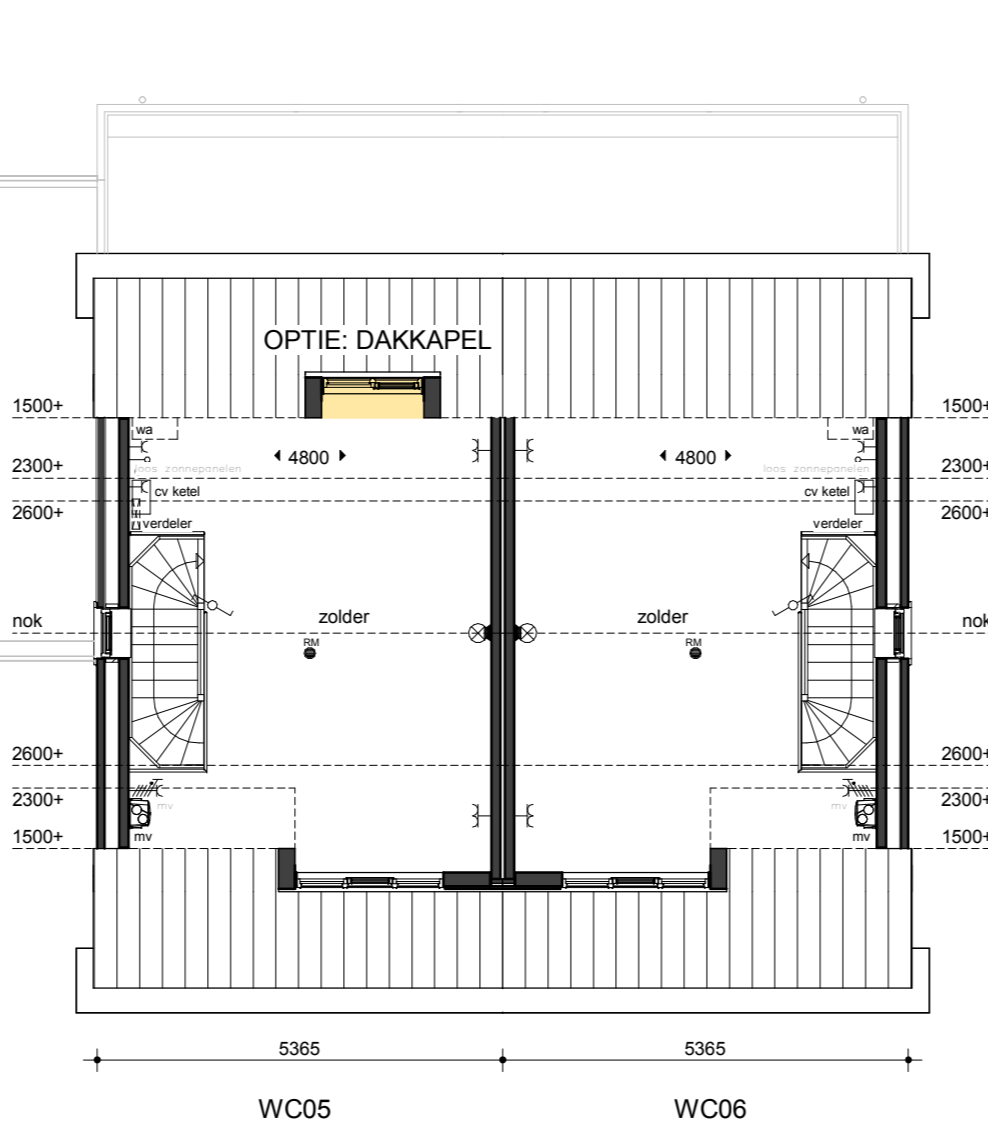 OPTIE: DAKKAPEL
1500+ 1500+
wa wa
4800 4800
2300+ loos zonnepanelen loos zonnepanelen 2300+
cv ketel cv ketel
2600+ 2600+
verdeler verdeler
nok zolder zolder nok
RM RM
2600+ 2600+
2300+ mv mv 2300+
1500+ mv mv 1500+
5365 5365
WC05 WC06